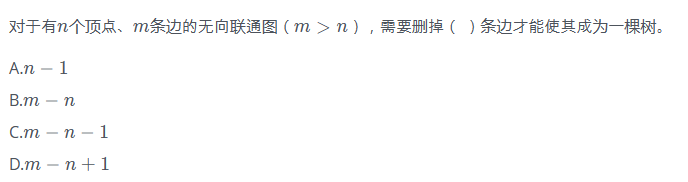 对于有n个顶点、m条边的无向联通图（m > n），需要删掉（ ）条边才能使其成为一棵树。
A.n − 1
B.m − n
C.m − n − 1
D.m − n + 1